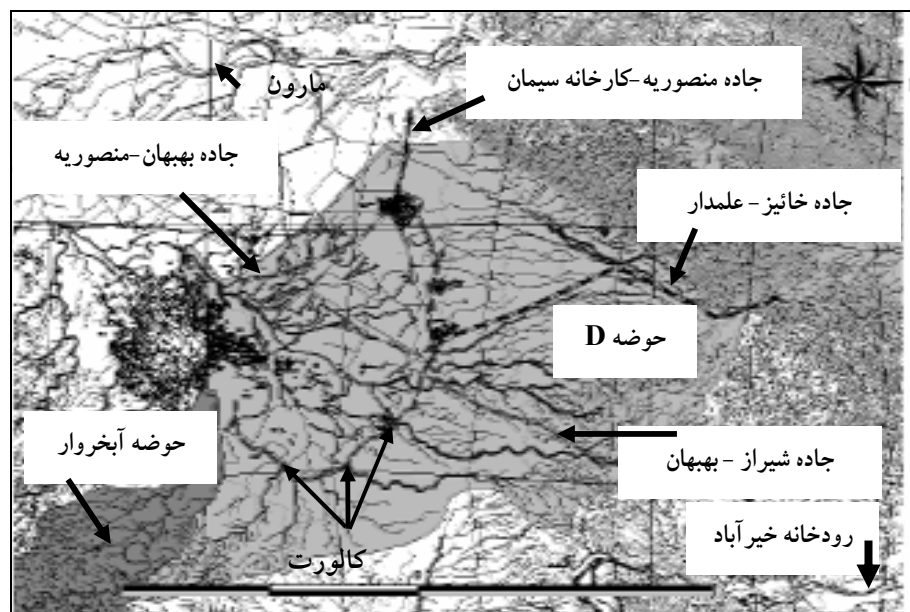 جاده منصوریه-کارخانه سیمان
مارون
جاده بهبهان-منصوریه
جاده خائیز - علمدار
حوضه D
حوضه آبخروار
جاده شیراز - بهبهان
رودخانه خیرآباد
کالورت